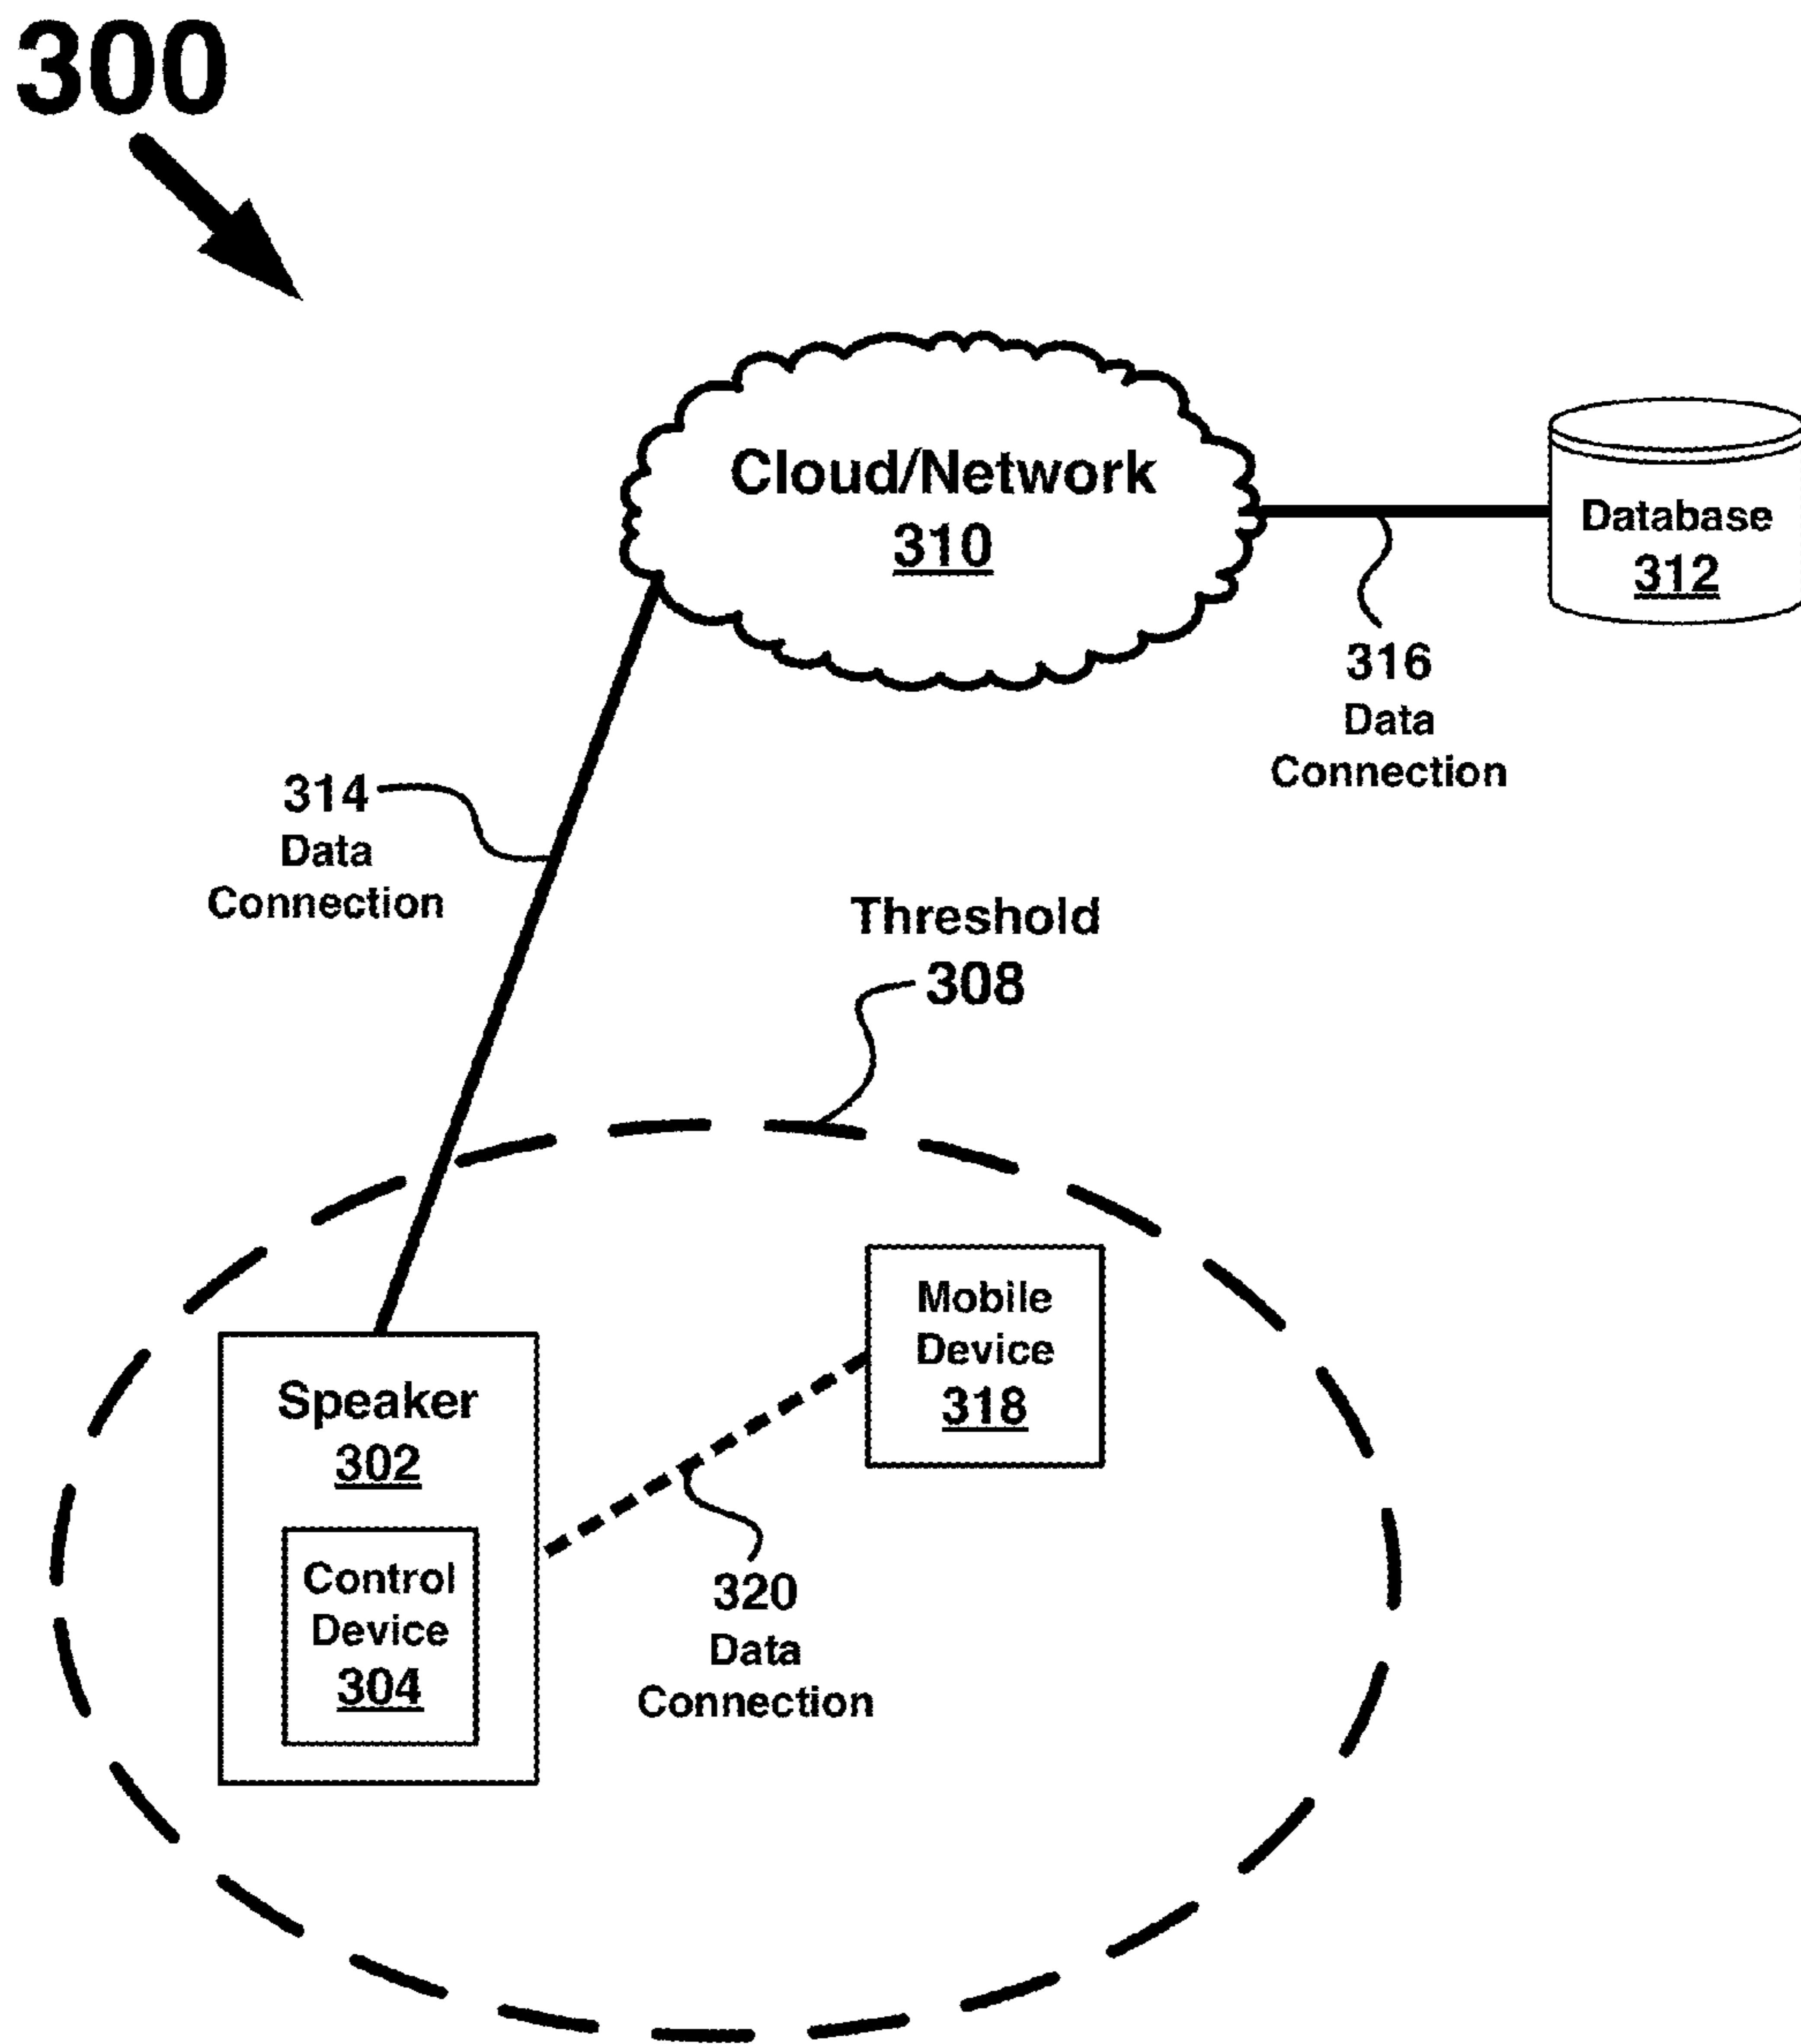 300
Cloud/Network
310
Database
312
316
Data
Connection
314
Data
Connection
Threshold
308
Mobile
Device
318
Speaker
302
Control
Device
304
320
Data
Connection